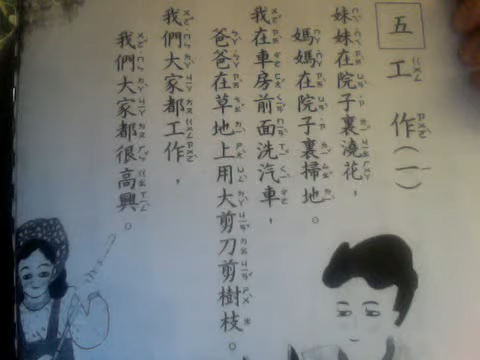 五 工作(一)
妹妹在院子裏澆花,
媽媽在院子裏掃地。
我在車房前面洗汽車,
爸爸在草地上用大剪刀剪樹枝。
我們大家都工作,
我們大家都很高興。